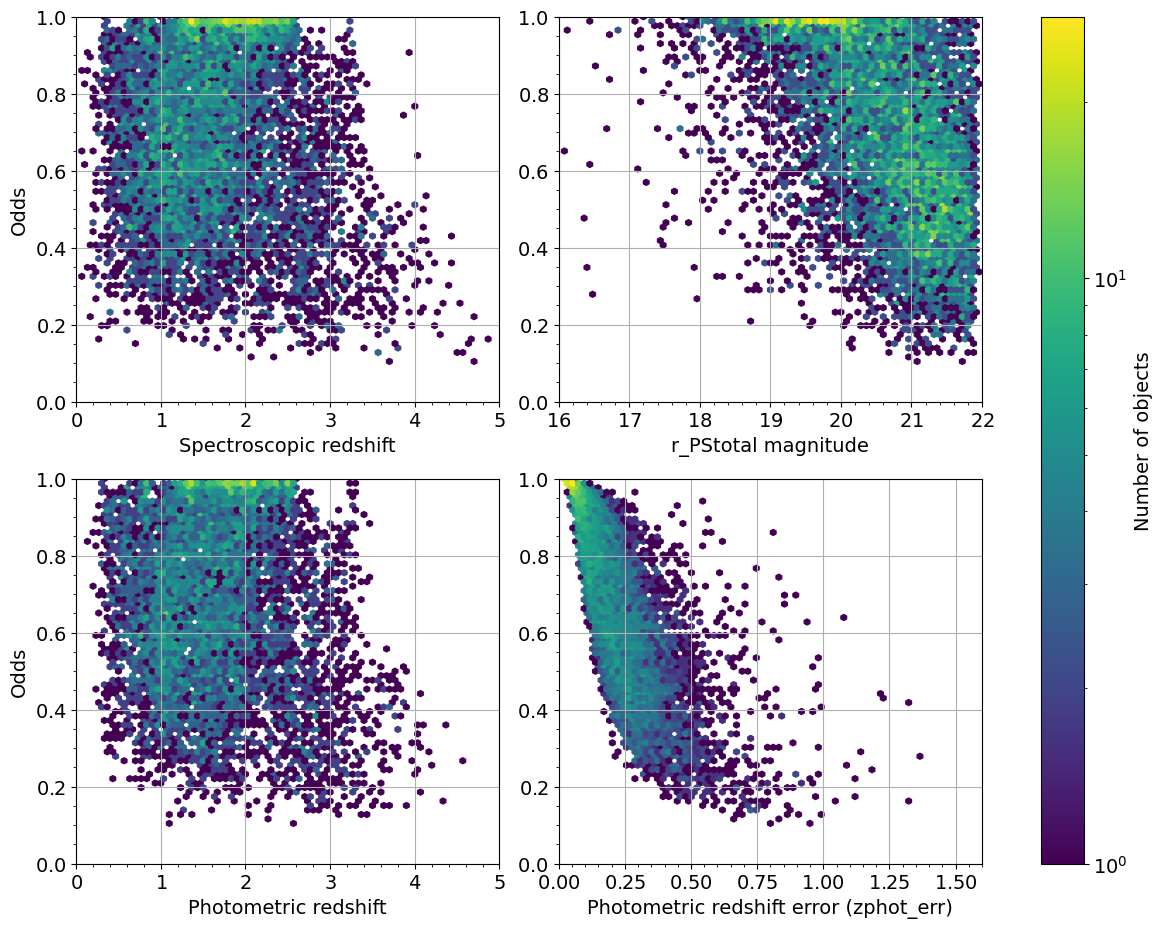 1.0
0.8
0.6
0.4
0.2
0.0
Odds
0 1 2 3 4 5
Spectroscopic redshift
1.0
0.8
0.6
0.4
0.2
0.0
16 17 18 19 20 21 22
r_PStotal magnitude
1.0
0.8
0.6
0.4
0.2
0.0
Odds
0 1 2 3 4 5
Photometric redshift
1.0
0.8
0.6
0.4
0.2
0.0
0.00 0.25 0.50 0.75 1.00 1.25 1.50
Photometric redshift error (zphot_err)
10¹
10⁰
Number of objects